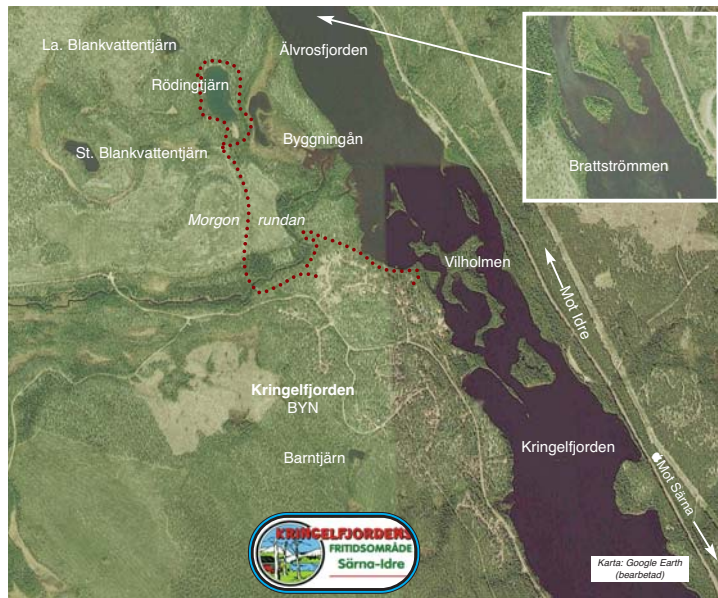 La. Blankvattentjärn
Älvrosfjorden
Rödingtjärn
Byggningån
St. Blankvattentjärn
Brattströmmen
Morgon rundan
Vilholmen
Mot Idre
Kringelfjorden
BYN
Kringelfjorden
Barntjärn
Mot Särna
KRINGELFJORDENS
FRITIDSOMRÅDE
Särna-Idre
Karta: Google Earth
(bearbetad)